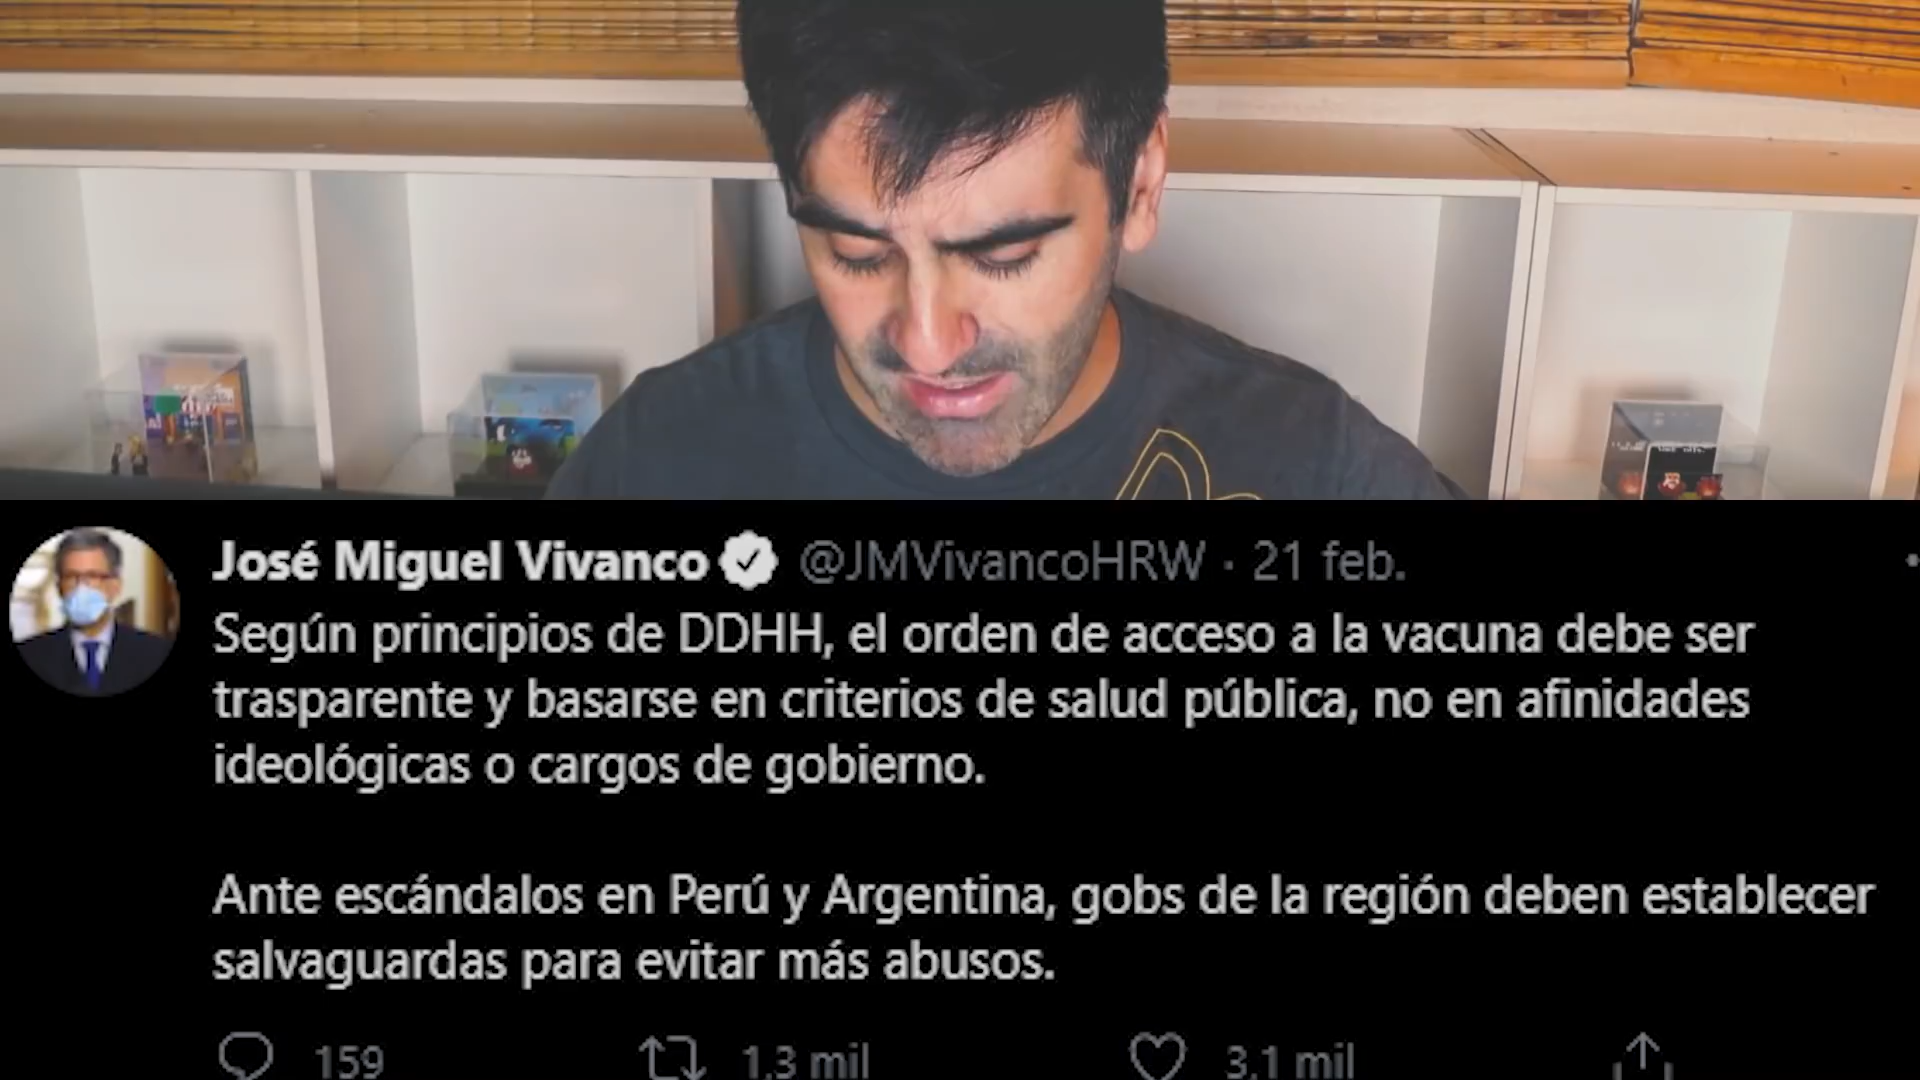 José Miguel Vivanco @JMVivancoHRW · 21 feb.
Según principios de DDHH, el orden de acceso a la vacuna debe ser
trasparente y basarse en criterios de salud pública, no en afinidades
ideológicas o cargos de gobierno.
Ante escándalos en Perú y Argentina, gobs de la región deben establecer
salvaguardas para evitar más abusos.
159 1.3 mil 3.1 mil